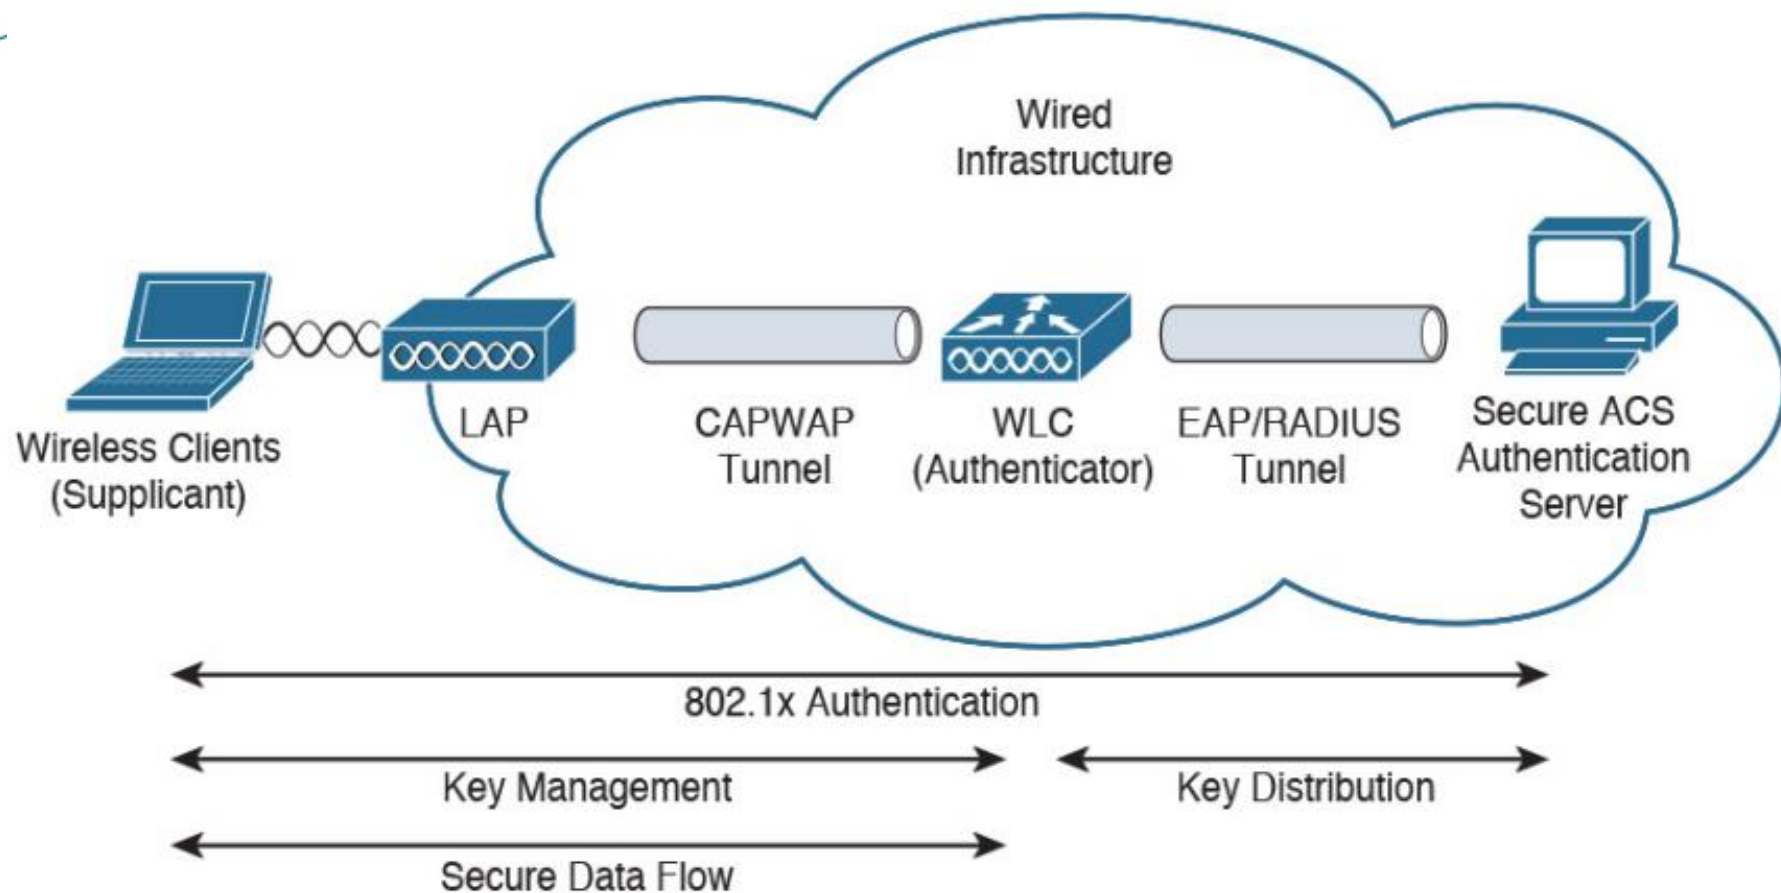 Wired
Infrastructure
Wireless Clients
(Supplicant)
LAP
CAPWAP
Tunnel
WLC
(Authenticator)
EAP/RADIUS
Tunnel
Secure ACS
Authentication
Server
802.1x Authentication
Key Management
Key Distribution
Secure Data Flow